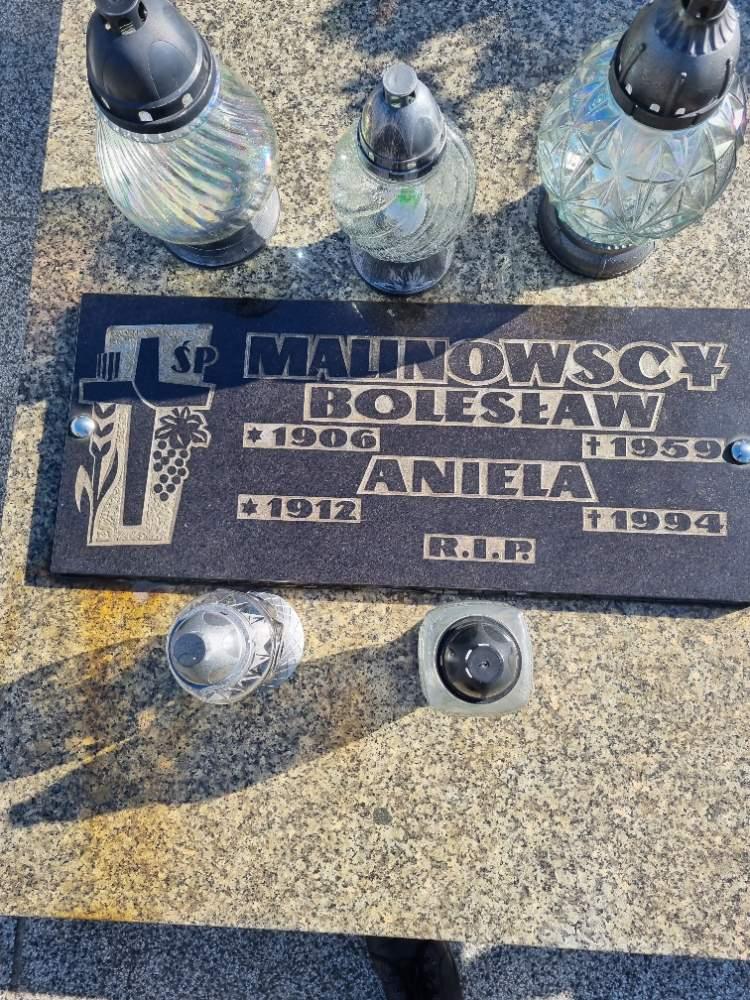 ŚP
MALINOWSCY
BOLESŁAW
* 1906 † 1959
ANIELA
* 1912 † 1994
R.I.P.